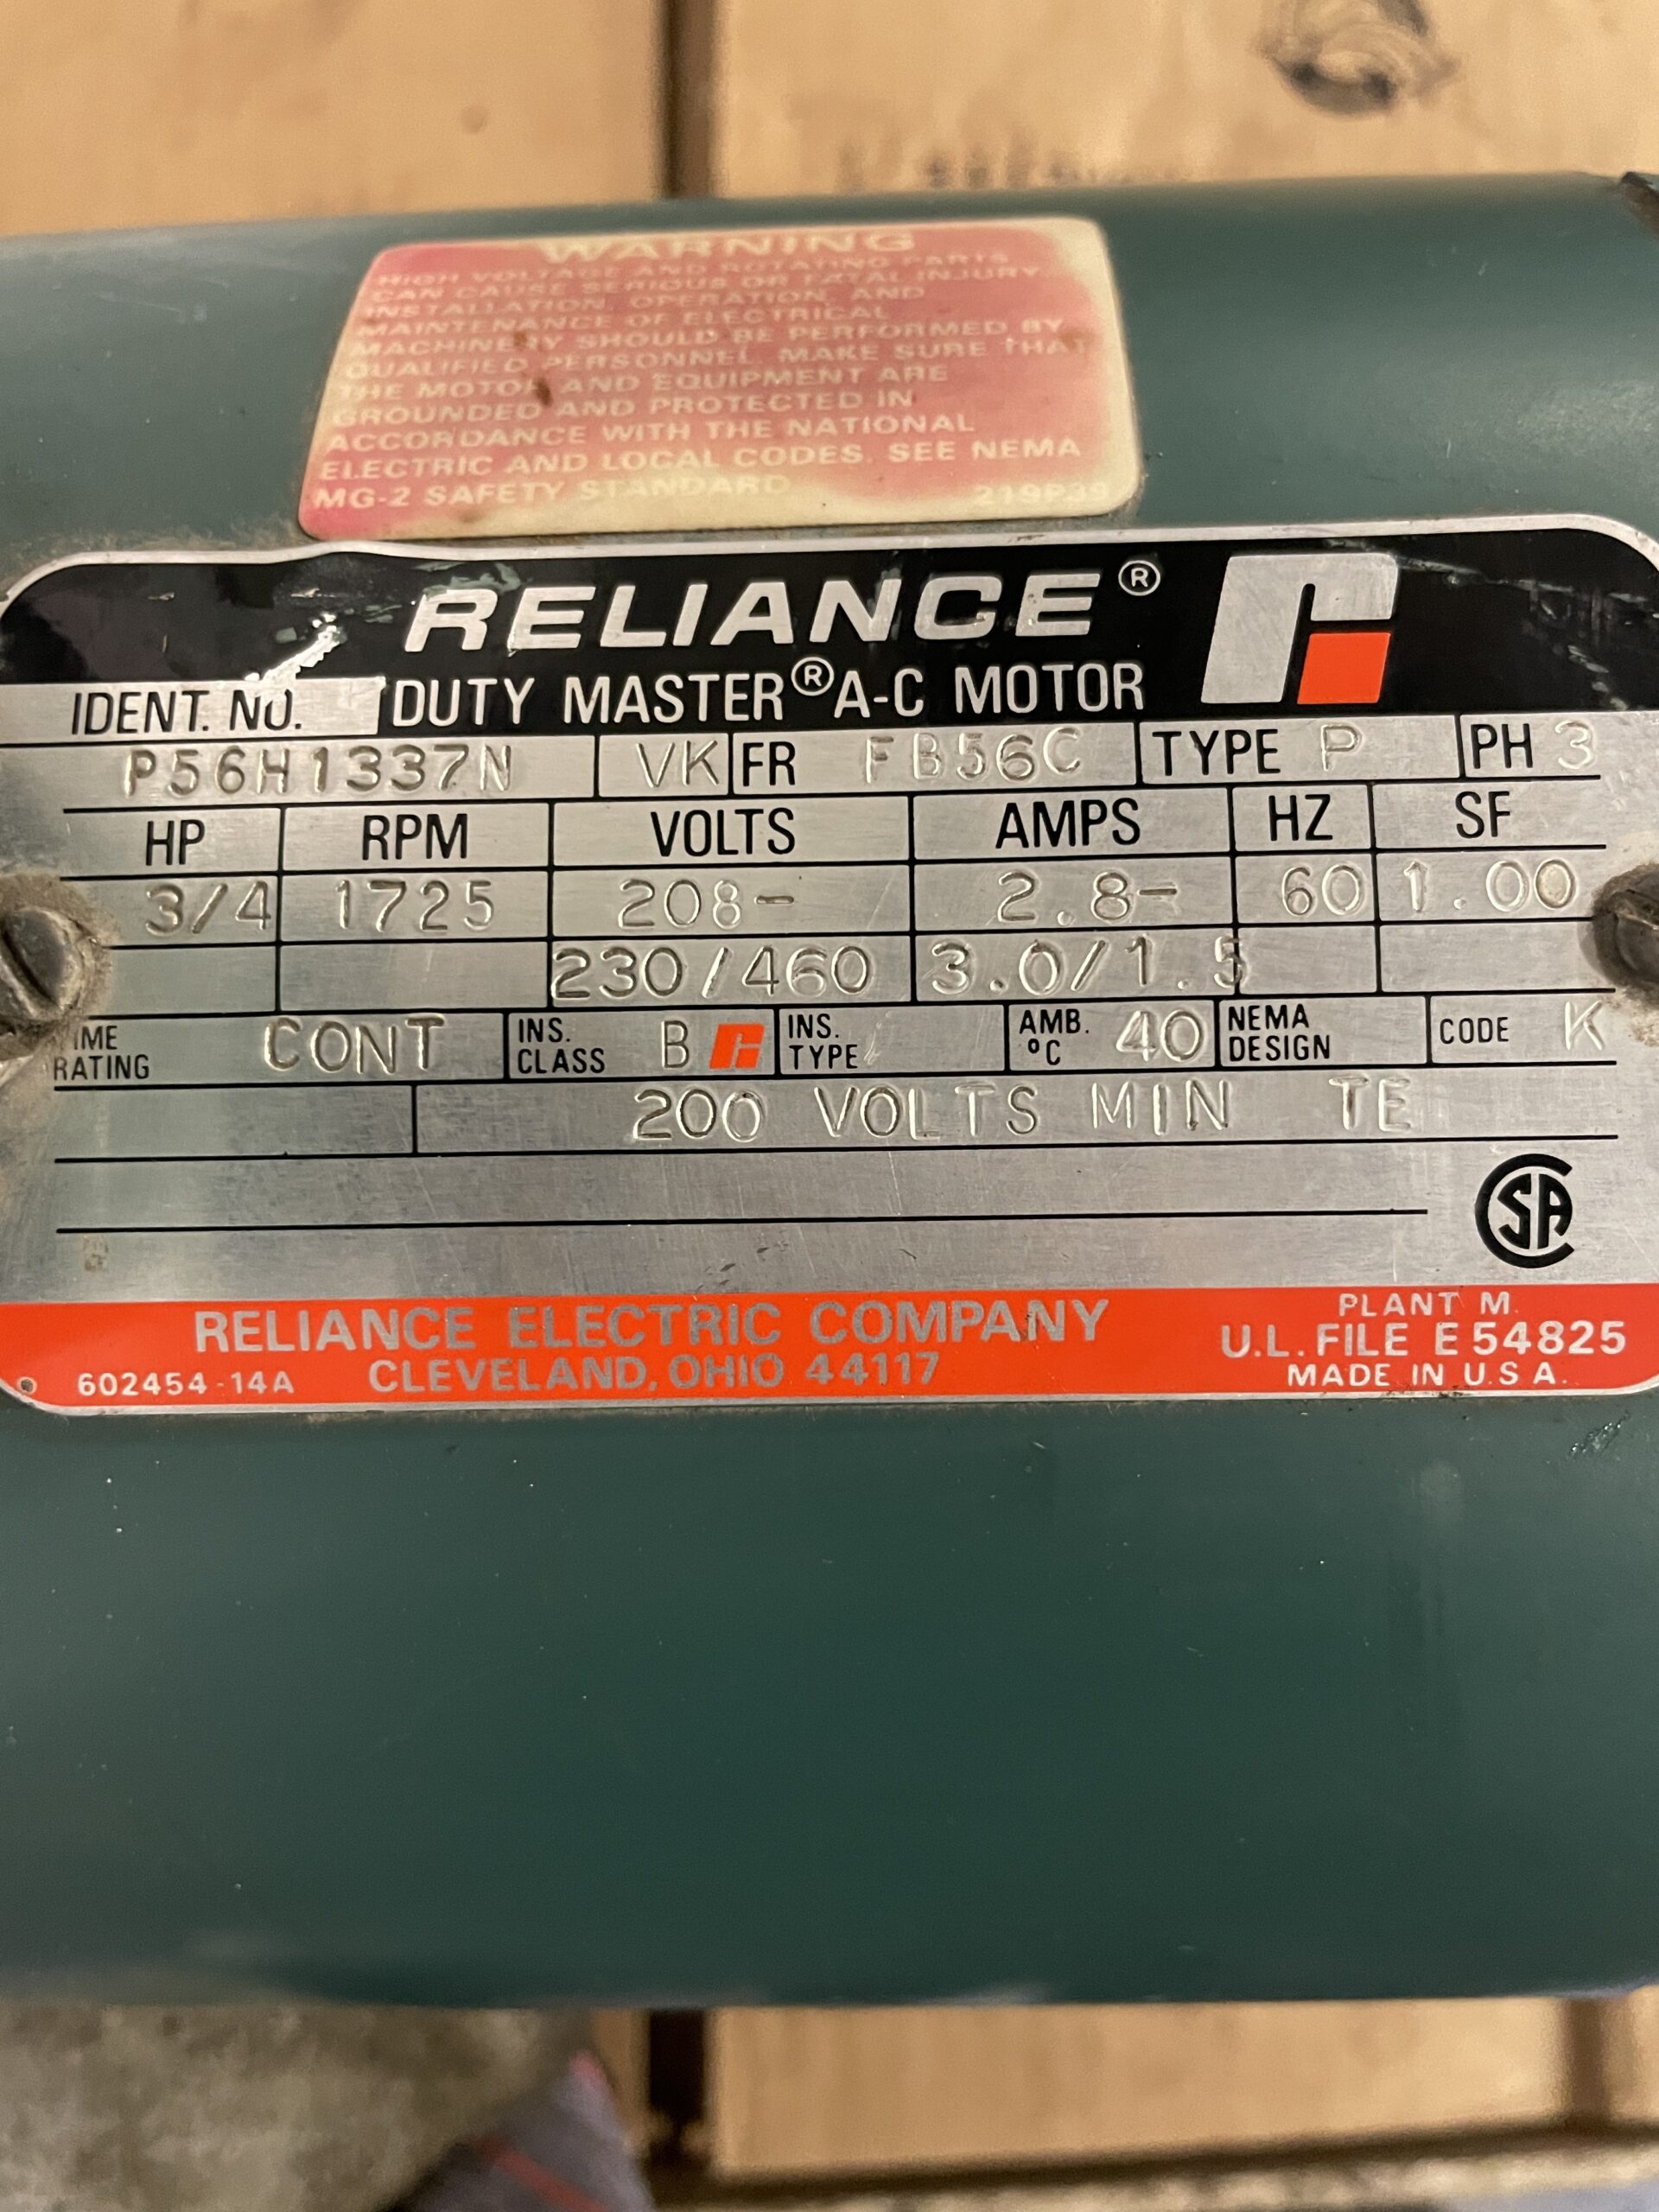 WARNING
HIGH VOLTAGE AND ROTATING PARTS
CAN CAUSE SERIOUS OR FATAL INJURY.
INSTALLATION, OPERATION, AND
MAINTENANCE OF ELECTRICAL
MACHINERY SHOULD BE PERFORMED BY
QUALIFIED PERSONNEL. MAKE SURE THAT
THE MOTOR AND EQUIPMENT ARE
GROUNDED AND PROTECTED IN
ACCORDANCE WITH THE NATIONAL
ELECTRIC AND LOCAL CODES. SEE NEMA
MG-2 SAFETY STANDARD 219P39
RELIANCE®
IDENT. NO. DUTY MASTER® A-C MOTOR
P56H1337N VK FR FB56C TYPE P PH 3
HP RPM VOLTS AMPS HZ SF
3/4 1725 208- 2.8- 60 1.00
230/460 3.0/1.5
TIME RATING CONT INS. CLASS B INS. TYPE AMB. °C 40 NEMA DESIGN CODE K
200 VOLTS MIN TE
CSA
RELIANCE ELECTRIC COMPANY PLANT M
U.L. FILE E 54825
602454-14A CLEVELAND, OHIO 44117 MADE IN U.S A.